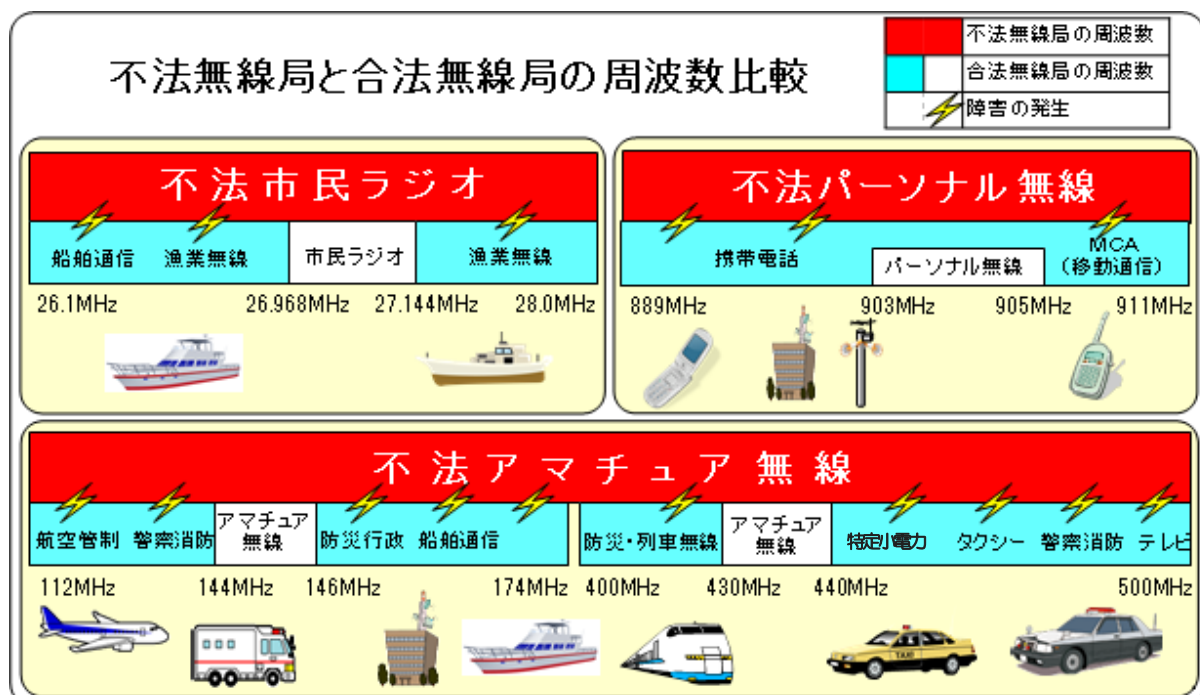 不法無線局と合法無線局の周波数比較
不法無線局の周波数
合法無線局の周波数
障害の発生
不法市民ラジオ
船舶通信 漁業無線 市民ラジオ 漁業無線
26.1MHz 26.968MHz 27.144MHz 28.0MHz
不法パーソナル無線
携帯電話 パーソナル無線 MCA
(移動通信)
889MHz 903MHz 905MHz 911MHz
不法アマチュア無線
航空管制 警察消防 アマチュア
無線
防災行政 船舶通信
防災・列車無線 アマチュア
無線
特定小電力 タクシー 警察消防 テレビ
112MHz 144MHz 146MHz 174MHz 400MHz 430MHz 440MHz 500MHz
TAXI